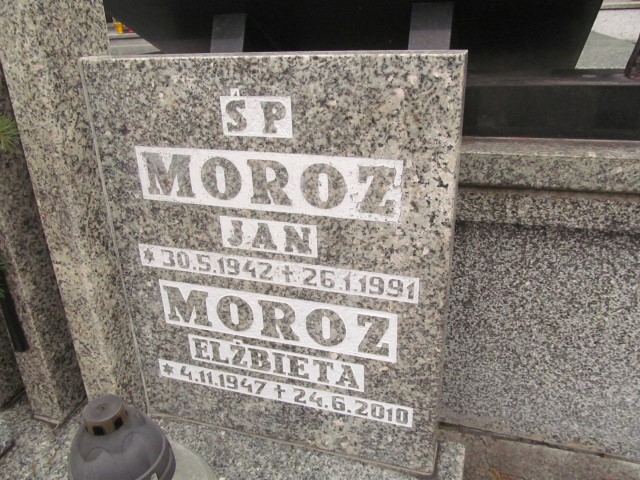 ŚP
MOROZ
JAN
* 30.5.1942 + 26.1.1991
MOROZ
ELŻBIETA
* 4.11.1947 + 24.6.2010